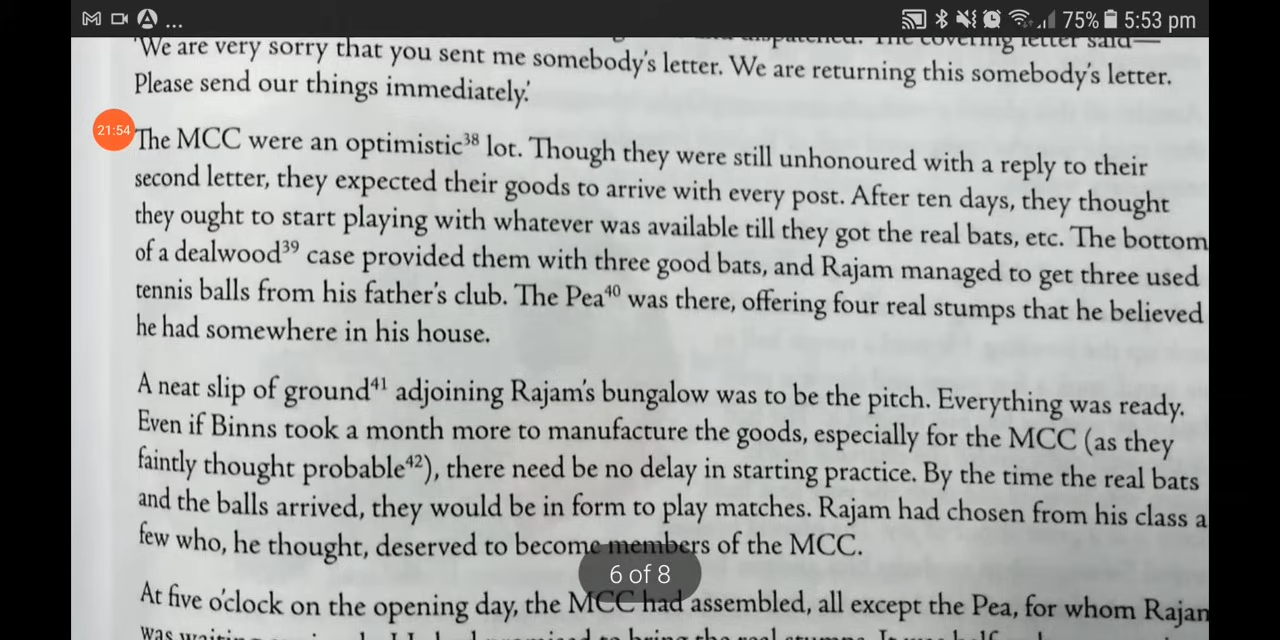 ... 75% 5:53 pm
dispatched. The covering letter said—
'We are very sorry that you sent me somebody's letter. We are returning this somebody's letter.
Please send our things immediately.'
21:54
The MCC were an optimistic³⁸ lot. Though they were still unhonoured with a reply to their
second letter, they expected their goods to arrive with every post. After ten days, they thought
they ought to start playing with whatever was available till they got the real bats, etc. The bottom
of a dealwood³⁹ case provided them with three good bats, and Rajam managed to get three used
tennis balls from his father's club. The Pea⁴⁰ was there, offering four real stumps that he believed
he had somewhere in his house.
A neat slip of ground⁴¹ adjoining Rajam's bungalow was to be the pitch. Everything was ready.
Even if Binns took a month more to manufacture the goods, especially for the MCC (as they
faintly thought probable⁴²), there need be no delay in starting practice. By the time the real bats
and the balls arrived, they would be in form to play matches. Rajam had chosen from his class a
few who, he thought, deserved to become members of the MCC.
6 of 8
At five o'clock on the opening day, the MCC had assembled, all except the Pea, for whom Rajam
was waiting